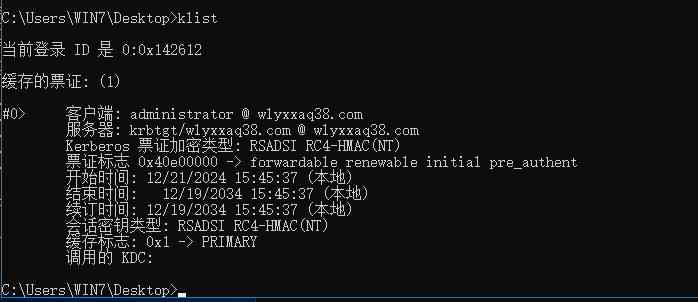 C:\Users\WIN7\Desktop>klist
当前登录 ID 是 0:0x142612
缓存的票证: (1)
#0>     客户端: administrator @ wlyxxaq38.com
服务器: krbtgt/wlyxxaq38.com @ wlyxxaq38.com
Kerberos 票证加密类型: RSADSI RC4-HMAC(NT)
票证标志 0x40e00000 -> forwardable renewable initial pre_authent
开始时间: 12/21/2024 15:45:37 (本地)
结束时间:   12/19/2034 15:45:37 (本地)
续订时间: 12/19/2034 15:45:37 (本地)
会话密钥类型: RSADSI RC4-HMAC(NT)
缓存标志: 0x1 -> PRIMARY
调用的 KDC:
C:\Users\WIN7\Desktop>